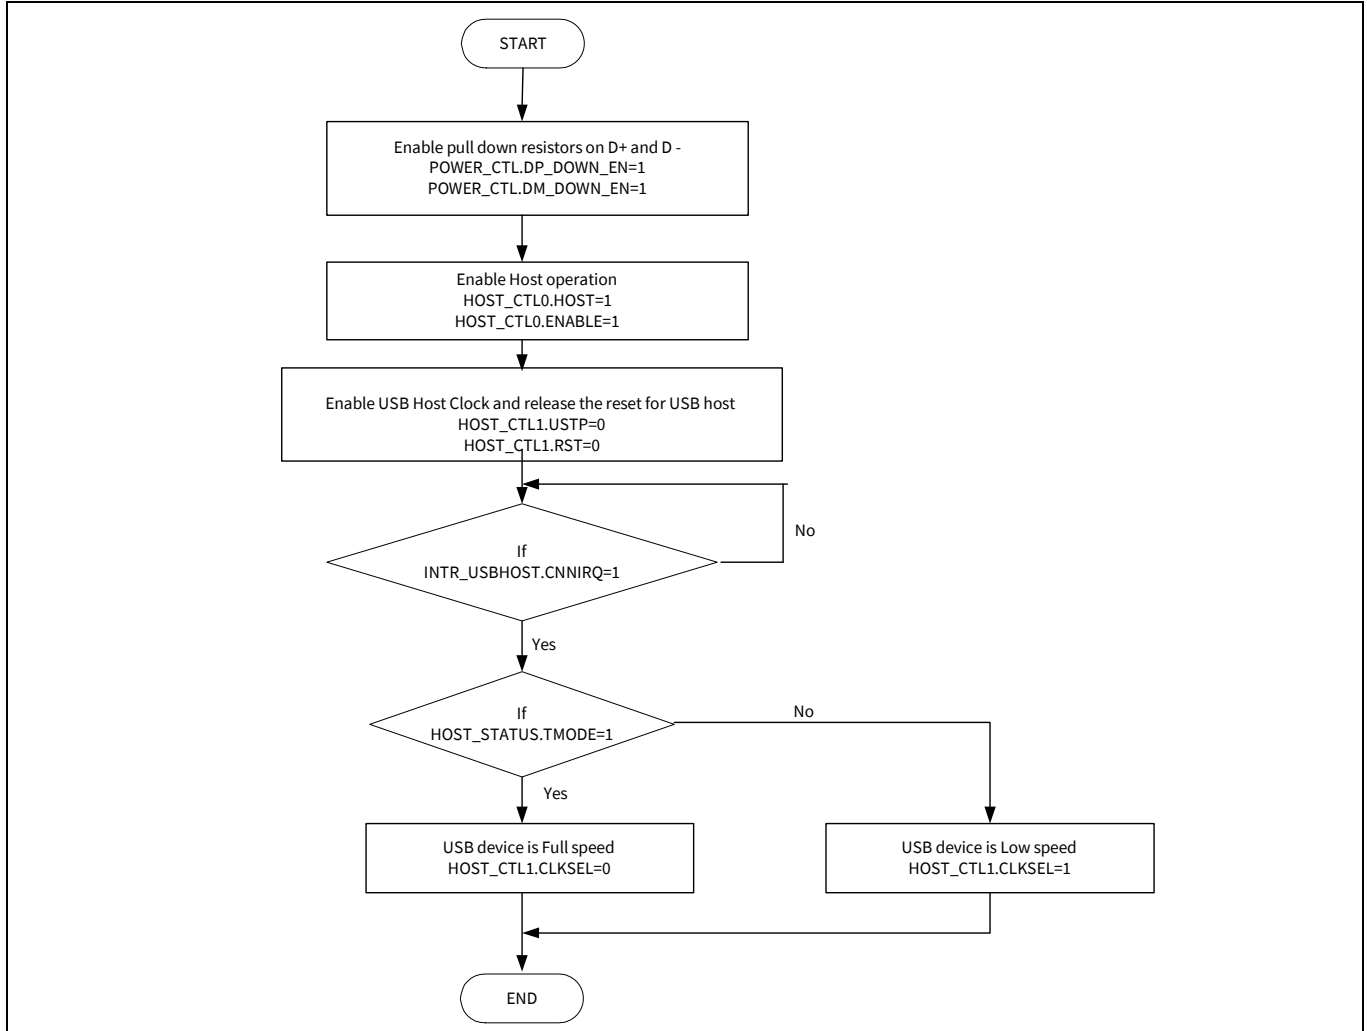 START
Enable pull down resistors on D+ and D -
POWER_CTL.DP_DOWN_EN=1
POWER_CTL.DM_DOWN_EN=1
Enable Host operation
HOST_CTL0.HOST=1
HOST_CTL0.ENABLE=1
Enable USB Host Clock and release the reset for USB host
HOST_CTL1.USTP=0
HOST_CTL1.RST=0
If
INTR_USBHOST.CNNIRQ=1
No
Yes
If
HOST_STATUS.TMODE=1
No
Yes
USB device is Full speed
HOST_CTL1.CLKSEL=0
USB device is Low speed
HOST_CTL1.CLKSEL=1
END